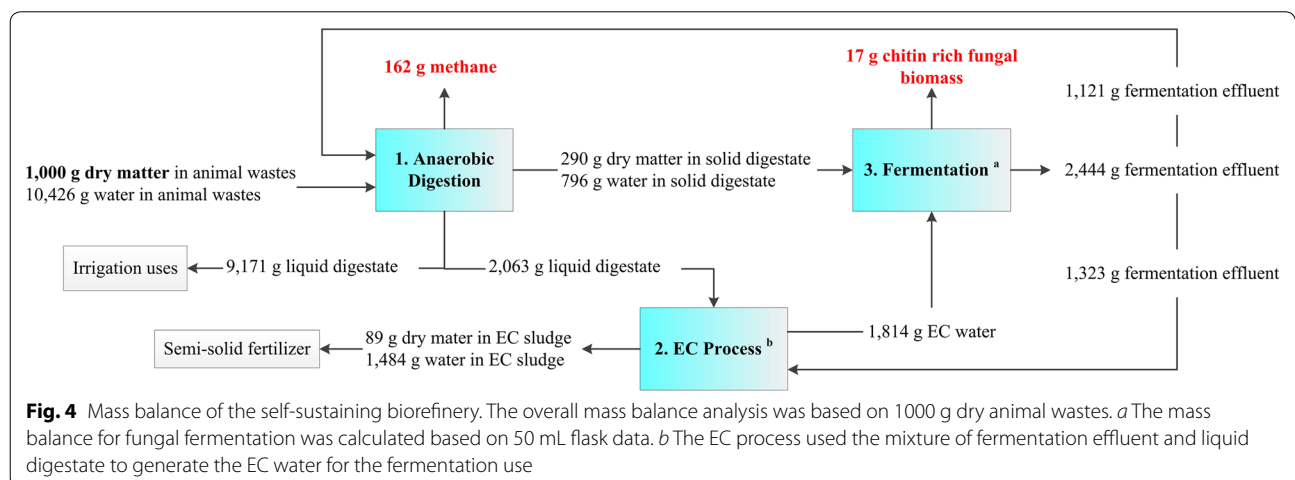 162 g methane
17 g chitin rich fungal
biomass
1,121 g fermentation effluent
1,000 g dry matter in animal wastes
10,426 g water in animal wastes
1. Anaerobic
Digestion
290 g dry matter in solid digestate
796 g water in solid digestate
3. Fermentation a
2,444 g fermentation effluent
Irrigation uses
9,171 g liquid digestate
2,063 g liquid digestate
1,323 g fermentation effluent
Semi-solid fertilizer
89 g dry mater in EC sludge
1,484 g water in EC sludge
2. EC Process b
1,814 g EC water
Fig. 4 Mass balance of the self-sustaining biorefinery. The overall mass balance analysis was based on 1000 g dry animal wastes. a The mass
balance for fungal fermentation was calculated based on 50 mL flask data. b The EC process used the mixture of fermentation effluent and liquid
digestate to generate the EC water for the fermentation use